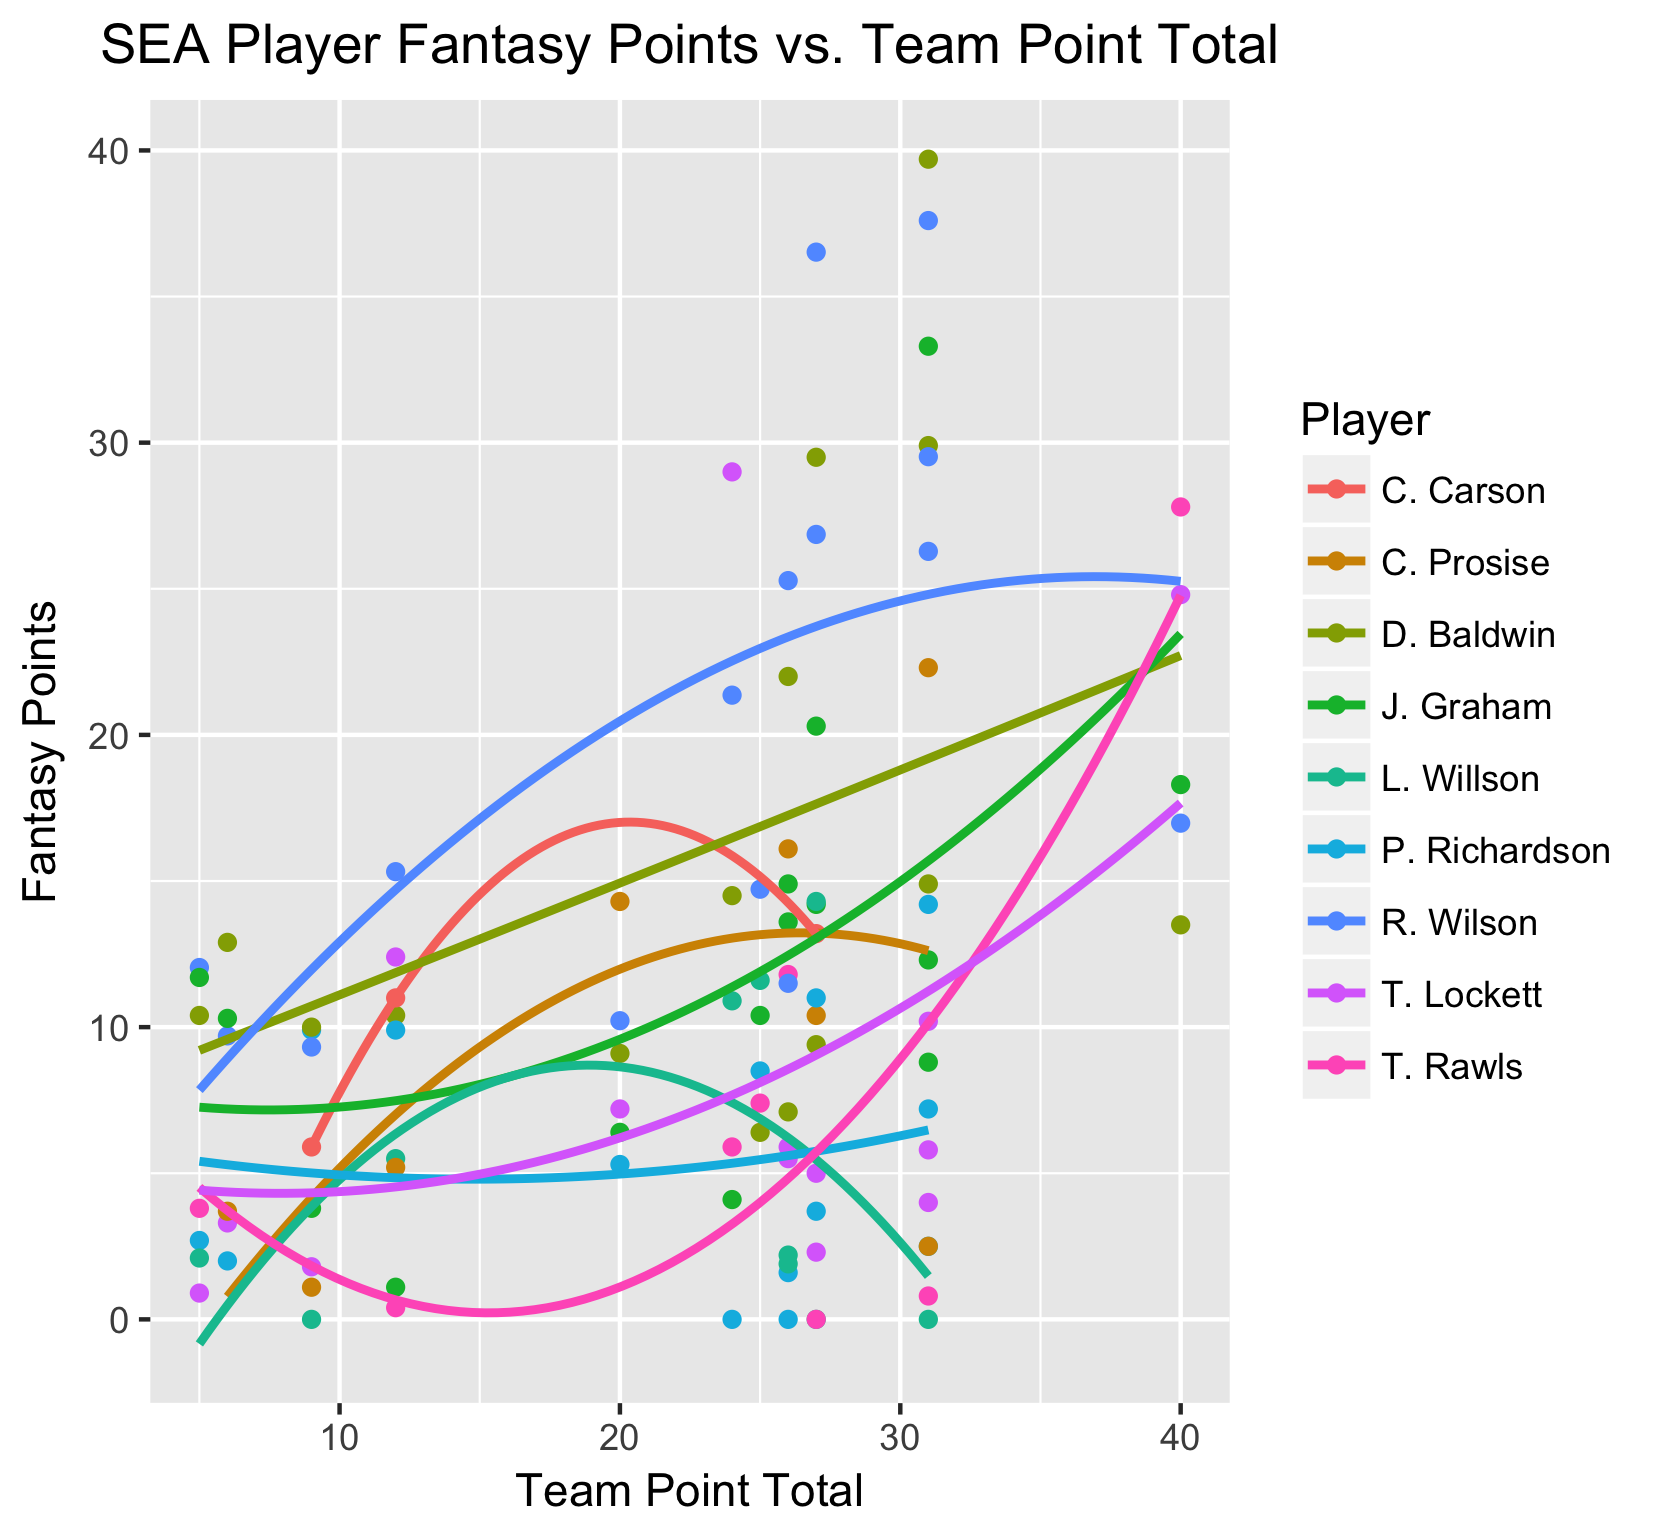 SEA Player Fantasy Points vs. Team Point Total
Fantasy Points
40
30
20
10
0
10 20 30 40
Team Point Total
Player
C. Carson
C. Prosise
D. Baldwin
J. Graham
L. Willson
P. Richardson
R. Wilson
T. Lockett
T. Rawls